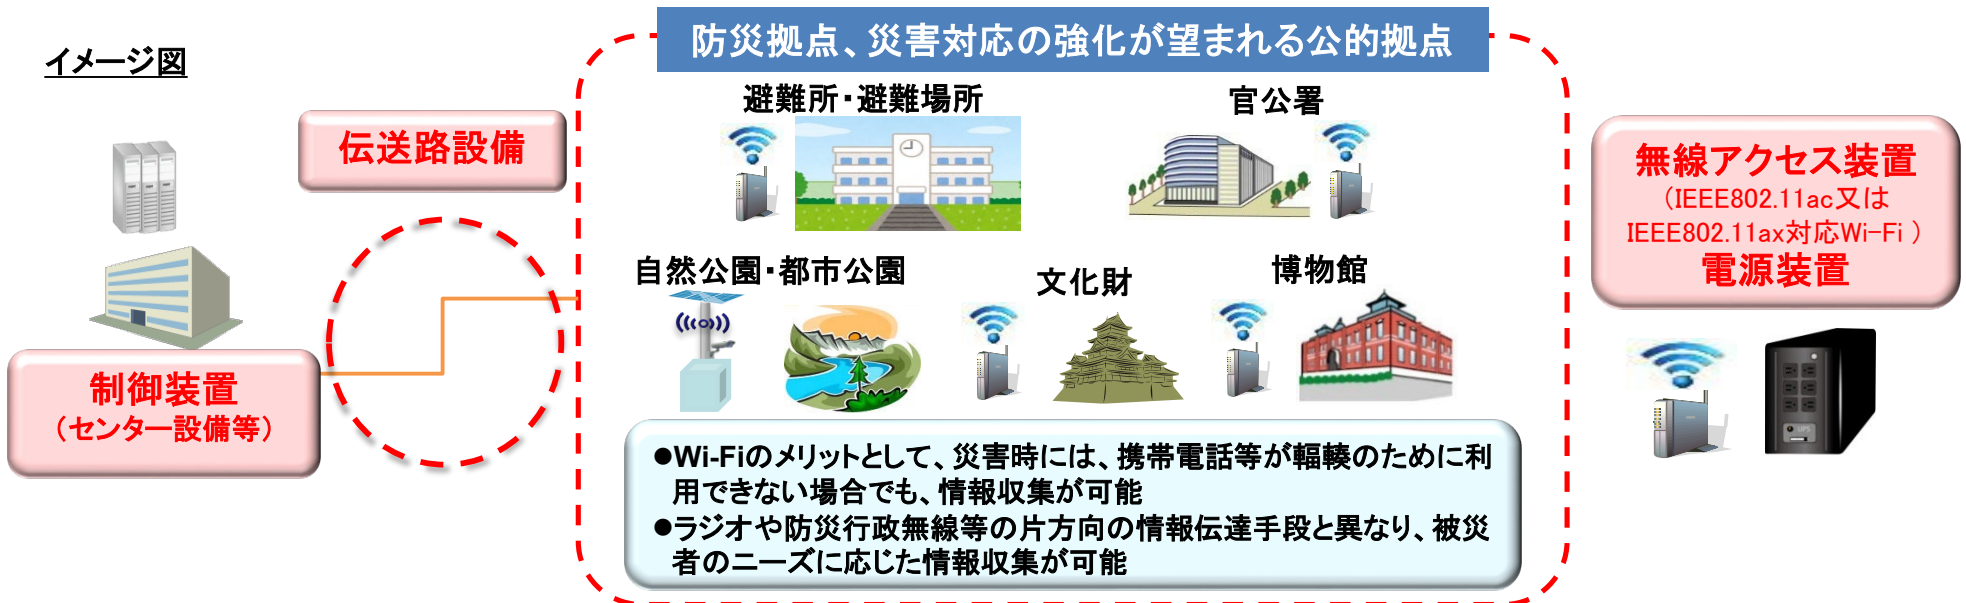 イメージ図
防災拠点、災害対応の強化が望まれる公的拠点
伝送路設備
制御装置
（センター設備等）
避難所・避難場所
官公署
自然公園・都市公園
文化財
博物館
●Wi-Fiのメリットとして、災害時には、携帯電話等が輻輳のために利
用できない場合でも、情報収集が可能
●ラジオや防災行政無線等の片方向の情報伝達手段と異なり、被災
者のニーズに応じた情報収集が可能
無線アクセス装置
（IEEE802.11ac又は
IEEE802.11ax対応Wi-Fi ）
電源装置
UPS